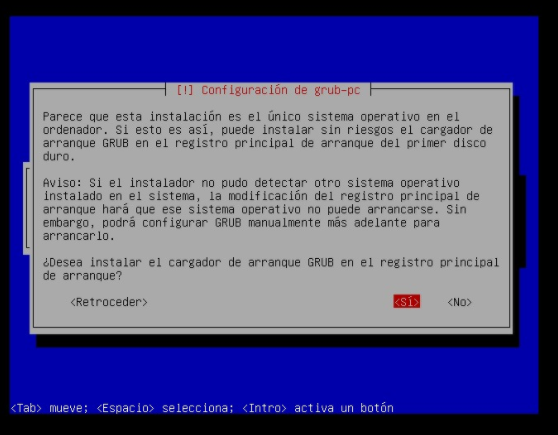 [!] Configuración de grub-pc
Parece que esta instalación es el único sistema operativo en el
ordenador. Si esto es así, puede instalar sin riesgos el cargador de
arranque GRUB en el registro principal de arranque del primer disco
duro.
Aviso: Si el instalador no pudo detectar otro sistema operativo
instalado en el sistema, la modificación del registro principal de
arranque hará que ese sistema operativo no puede arrancarse. Sin
embargo, podrá configurar GRUB manualmente más adelante para
arrancarlo.
¿Desea instalar el cargador de arranque GRUB en el registro principal
de arranque?
<Retroceder> <Sí> <No>
<Tab> mueve; <Espacio> selecciona; <Intro> activa un botón